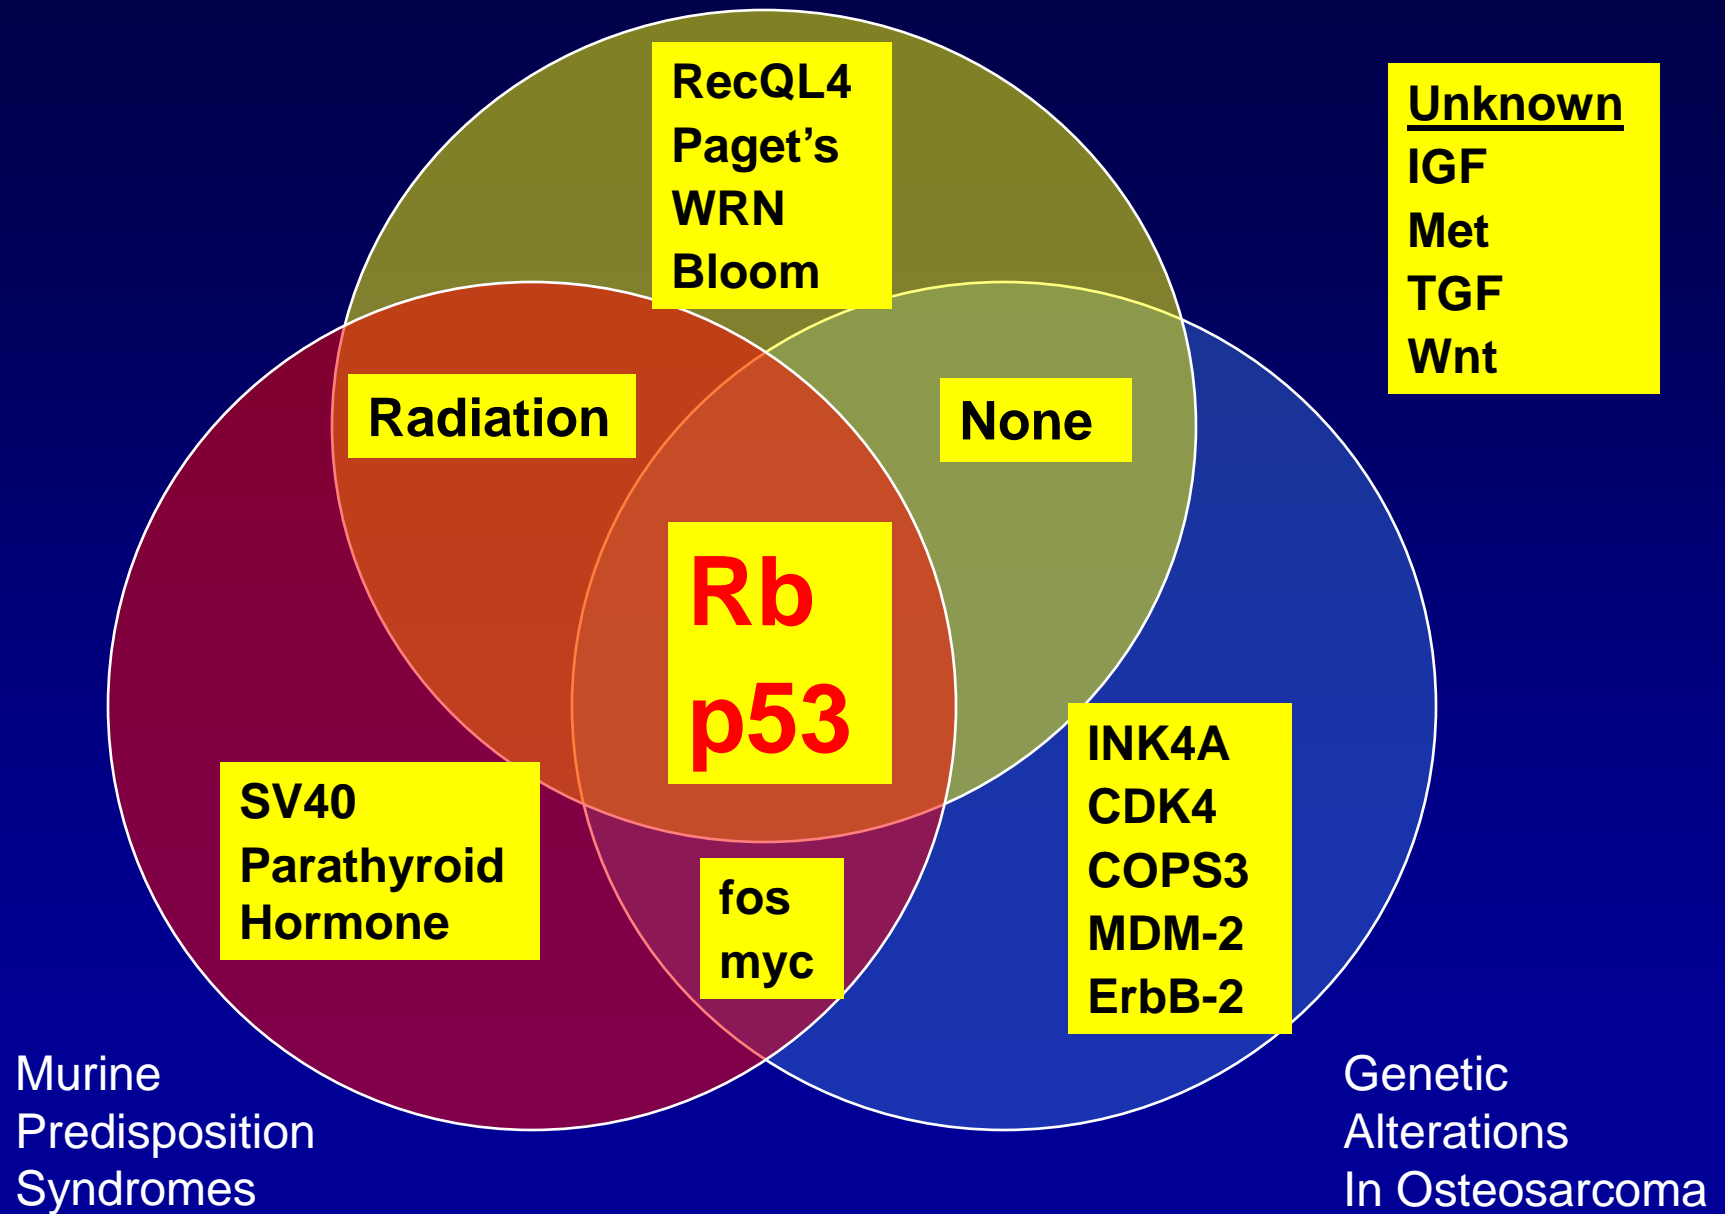 RecQL4
Paget’s
WRN
Bloom
Unknown
IGF
Met
TGF
Wnt
Radiation
None
Rb
p53
SV40
Parathyroid
Hormone
fos
myc
INK4A
CDK4
COPS3
MDM-2
ErbB-2
Murine
Predisposition
Syndromes
Genetic
Alterations
In Osteosarcoma